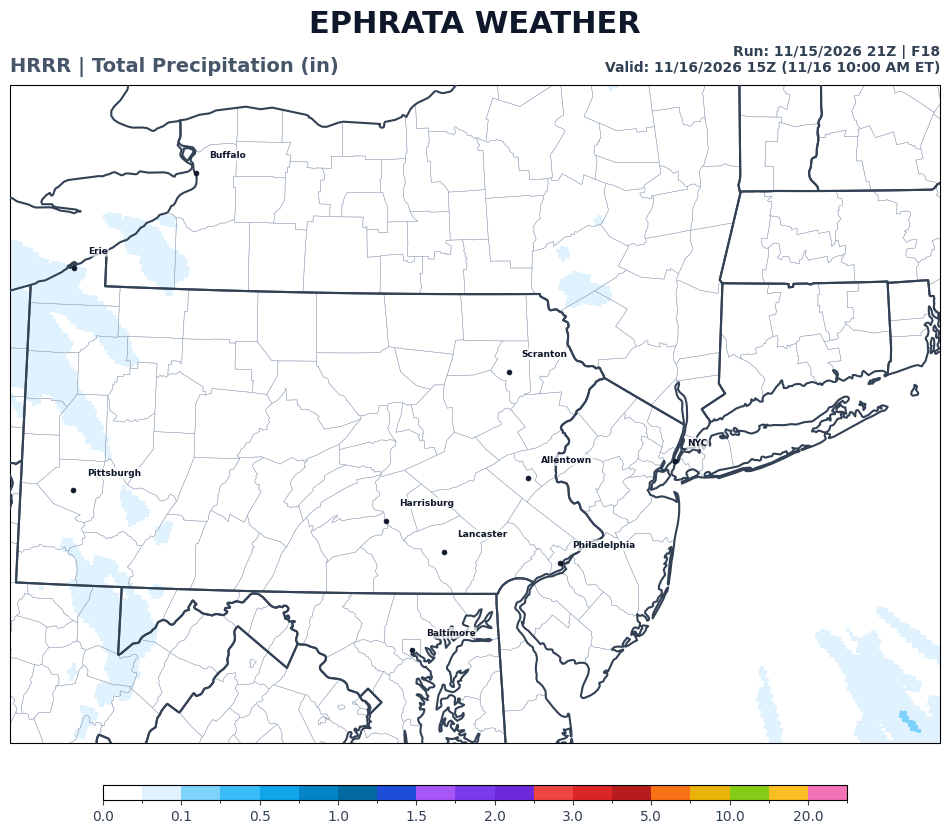 EPHRATA WEATHER
HRRR | Total Precipitation (in)
Run: 11/15/2026 21Z | F18
Valid: 11/16/2026 15Z (11/16 10:00 AM ET)
Buffalo
Erie
Scranton
NYC
Pittsburgh
Allentown
Harrisburg
Lancaster
Philadelphia
Baltimore
0.0 0.1 0.5 1.0 1.5 2.0 3.0 5.0 10.0 20.0